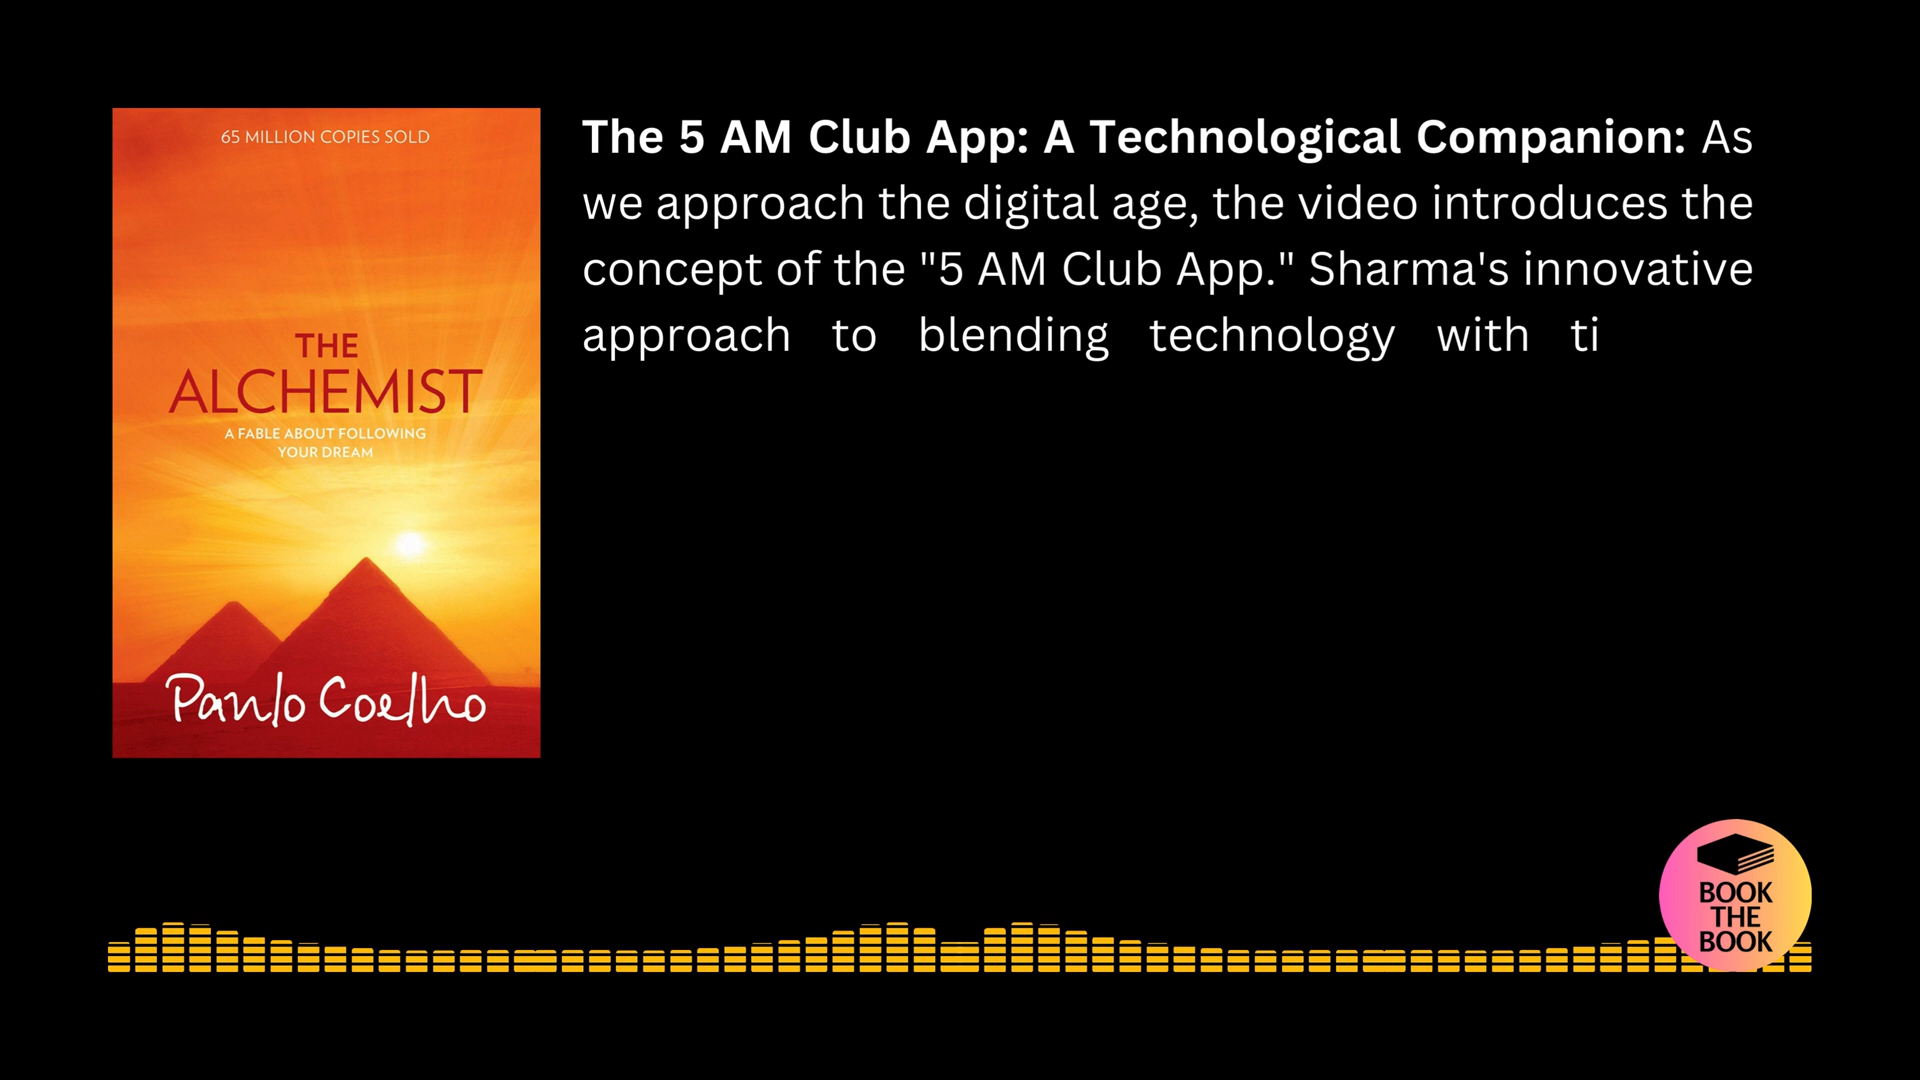 65 MILLION COPIES SOLD
THE
ALCHEMIST
A FABLE ABOUT FOLLOWING
YOUR DREAM
Paulo Coelho
The 5 AM Club App: A Technological Companion: As
we approach the digital age, the video introduces the
concept of the "5 AM Club App." Sharma's innovative
approach to blending technology with ti
BOOK
THE
BOOK